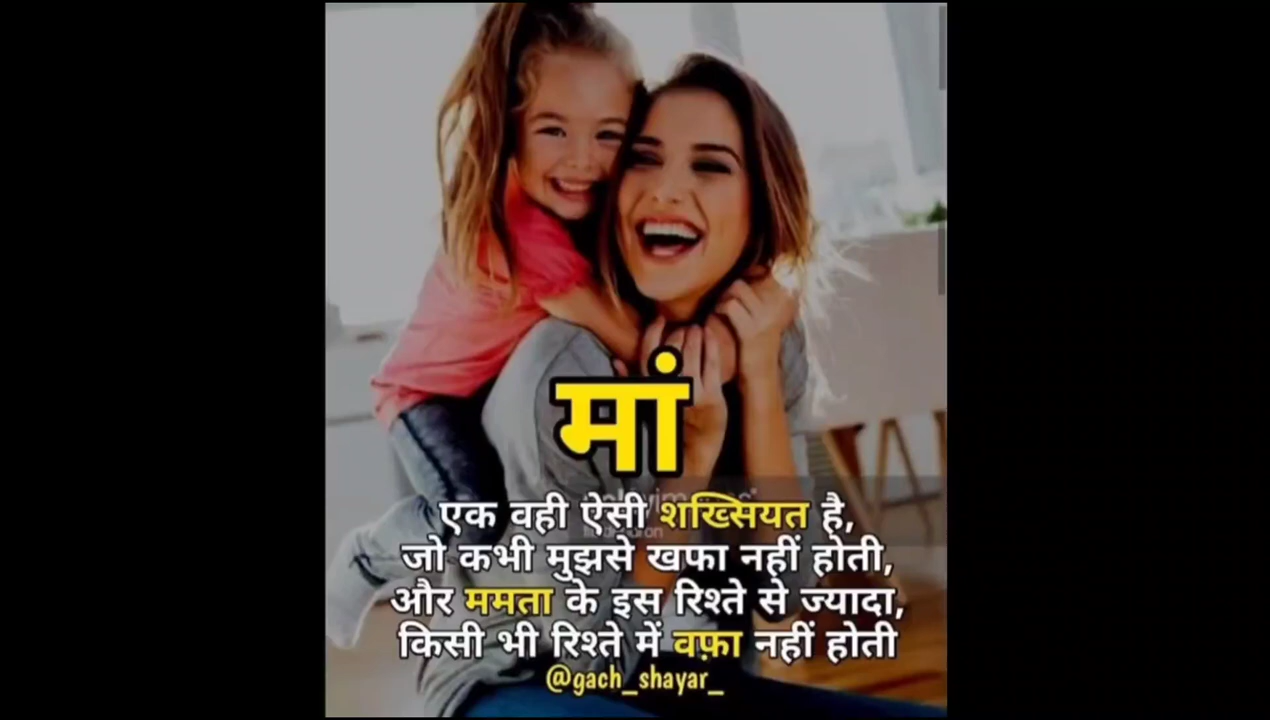 मां
एक वही ऐसी शख्सियत है,
जो कभी मुझसे खफा नहीं होती,
और ममता के इस रिश्ते से ज्यादा,
किसी भी रिश्ते में वफ़ा नहीं होती
@gach_shayar_